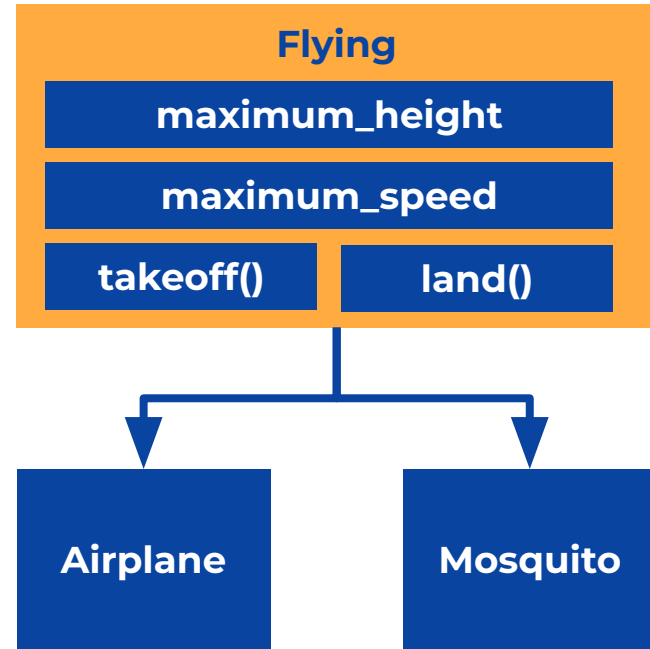 Flying
maximum_height
maximum_speed
takeoff()
land()
Airplane
Mosquito